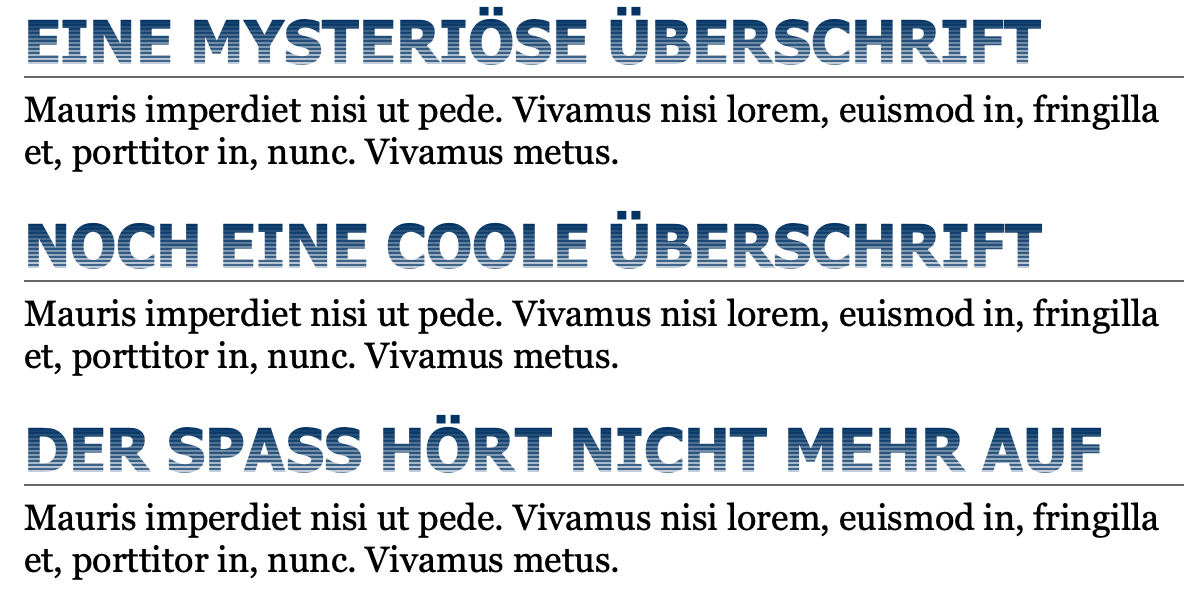 EINE MYSTERIÖSE ÜBERSCHRIFT
Mauris imperdiet nisi ut pede. Vivamus nisi lorem, euismod in, fringilla
et, porttitor in, nunc. Vivamus metus.
NOCH EINE COOLE ÜBERSCHRIFT
Mauris imperdiet nisi ut pede. Vivamus nisi lorem, euismod in, fringilla
et, porttitor in, nunc. Vivamus metus.
DER SPASS HÖRT NICHT MEHR AUF
Mauris imperdiet nisi ut pede. Vivamus nisi lorem, euismod in, fringilla
et, porttitor in, nunc. Vivamus metus.